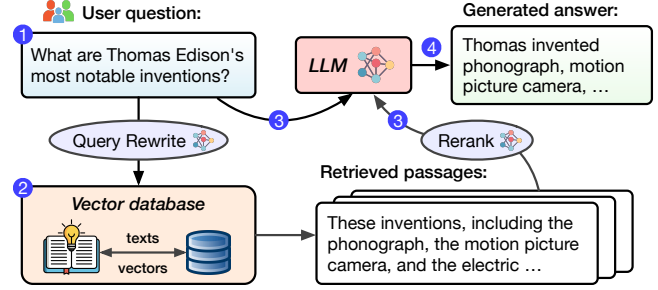 User question:
1
What are Thomas Edison's
most notable inventions?
Query Rewrite
2
Vector database
texts
vectors
Retrieved passages:
These inventions, including the
phonograph, the motion picture
camera, and the electric ...
3
3
Rerank
LLM
4
Generated answer:
Thomas invented
phonograph, motion
picture camera, ...